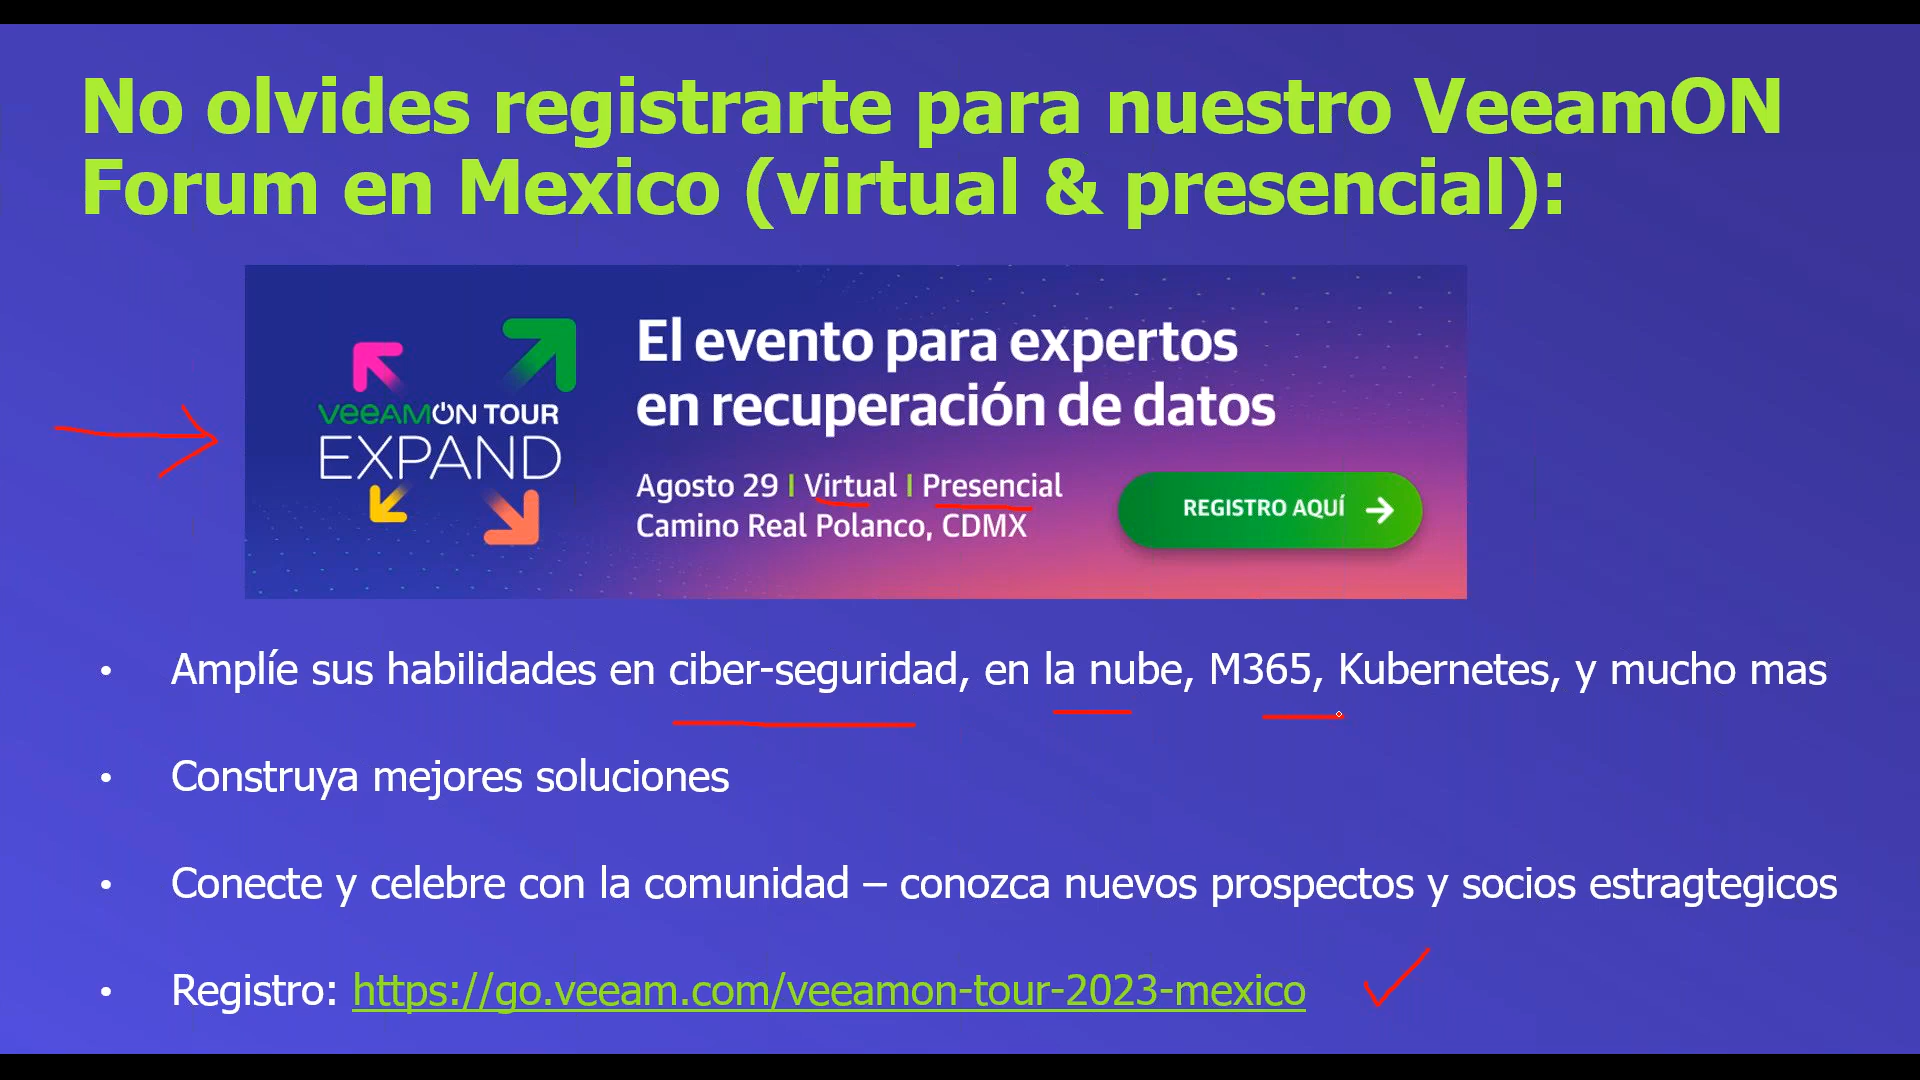 No olvides registrarte para nuestro VeeamON
Forum en Mexico (virtual & presencial):
VeeAMON TOUR
EXPAND
El evento para expertos
en recuperación de datos
Agosto 29 | Virtual | Presencial
Camino Real Polanco, CDMX
REGISTRO AQUÍ
• Amplíe sus habilidades en ciber-seguridad, en la nube, M365, Kubernetes, y mucho mas
• Construya mejores soluciones
• Conecte y celebre con la comunidad – conozca nuevos prospectos y socios estragtegicos
• Registro: https://go.veeam.com/veeamon-tour-2023-mexico